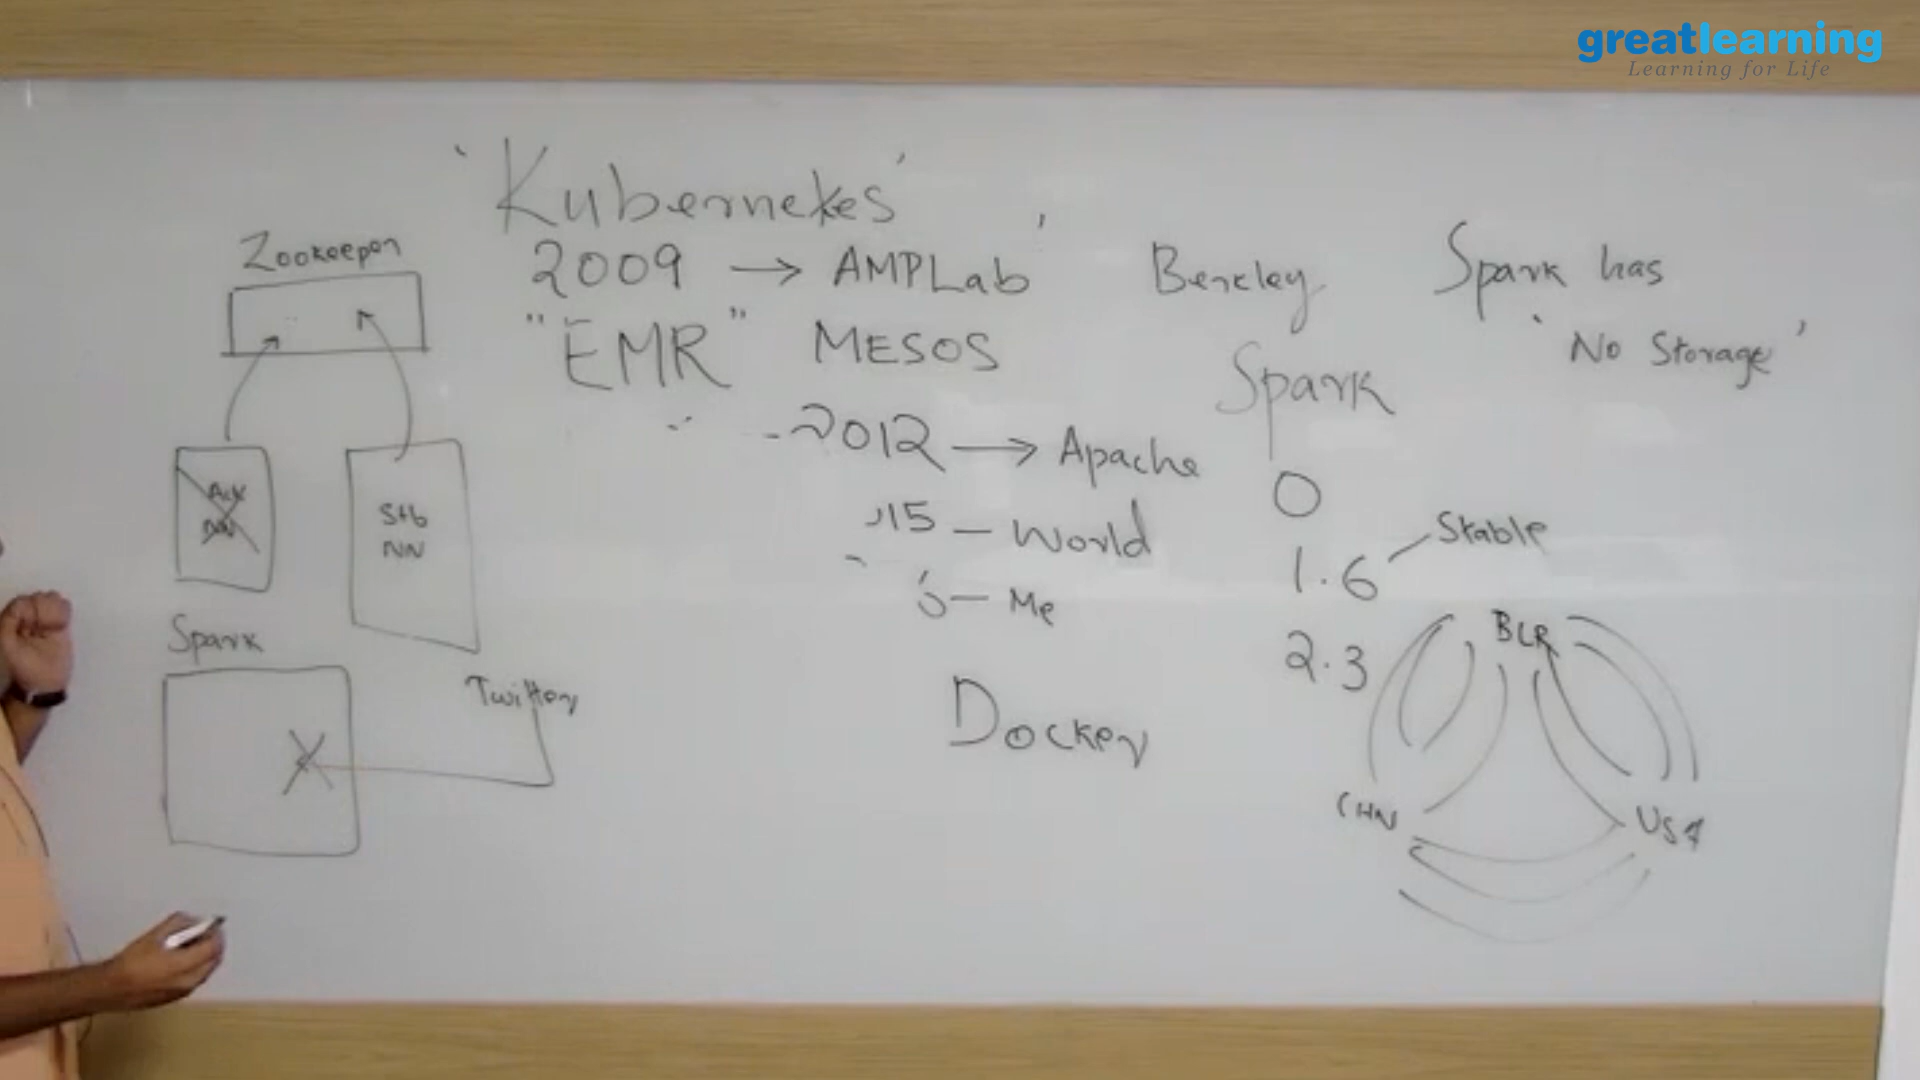 greatlearning
Learning for Life
'Kubernetes'
Zookeeper
2009 → AMPLab
Berkley
Spark has
'No Storage'
"EMR" MESOS
Spark
2012 → Apache
0
'15 - World
1.6 - Stable
Stb
NN
- Me
2.3
Spark
Twitter
Docker
BLR
CHN
USA